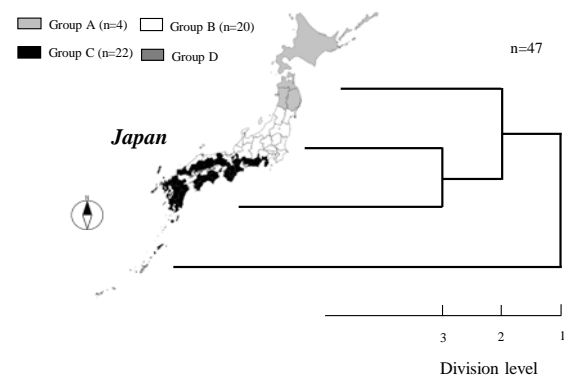 Group A (n=4) Group B (n=20)
Group C (n=22) Group D
n=47
Japan
N
3 2 1
Division level